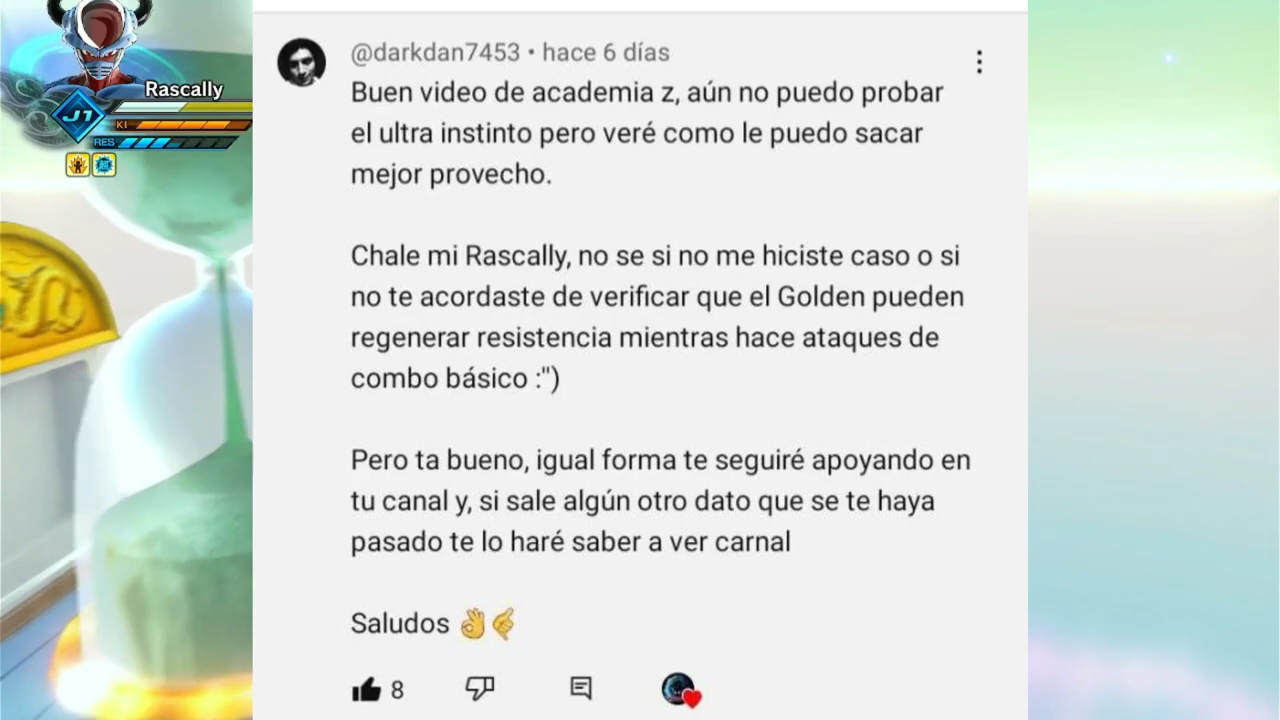 Rascally
J1
KI
RES
@darkdan7453 • hace 6 días
Buen video de academia z, aún no puedo probar
el ultra instinto pero veré como le puedo sacar
mejor provecho.
Chale mi Rascally, no se si no me hiciste caso o si
no te acordaste de verificar que el Golden pueden
regenerar resistencia mientras hace ataques de
combo básico :")
Pero ta bueno, igual forma te seguiré apoyando en
tu canal y, si sale algún otro dato que se te haya
pasado te lo haré saber a ver carnal
Saludos 👌🤙
8